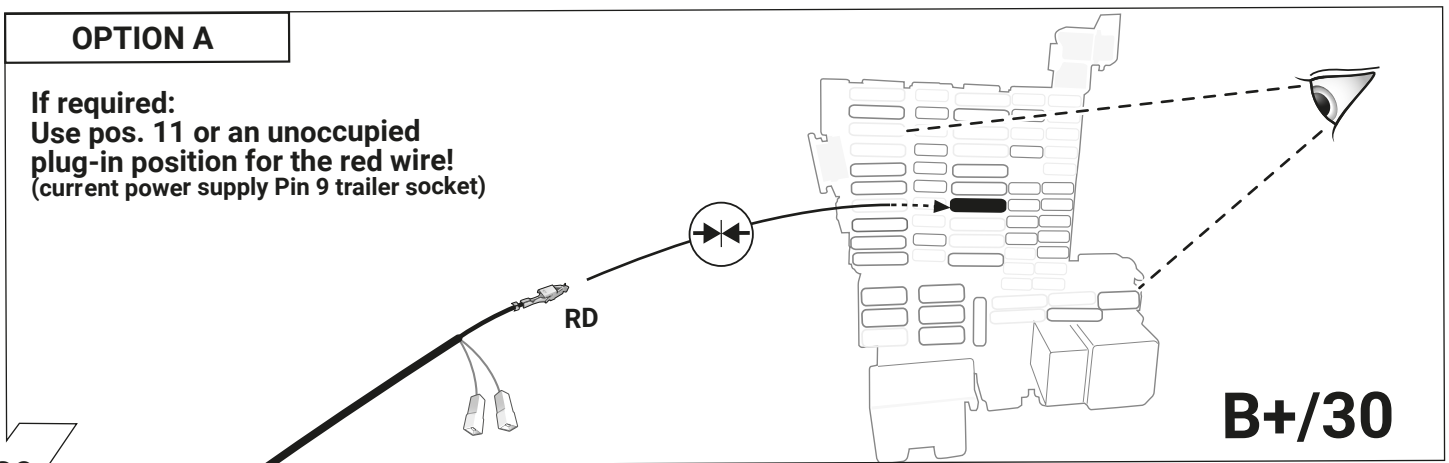 OPTION A
If required:
Use pos. 11 or an unoccupied
plug-in position for the red wire!
(current power supply Pin 9 trailer socket)
RD
B+/30